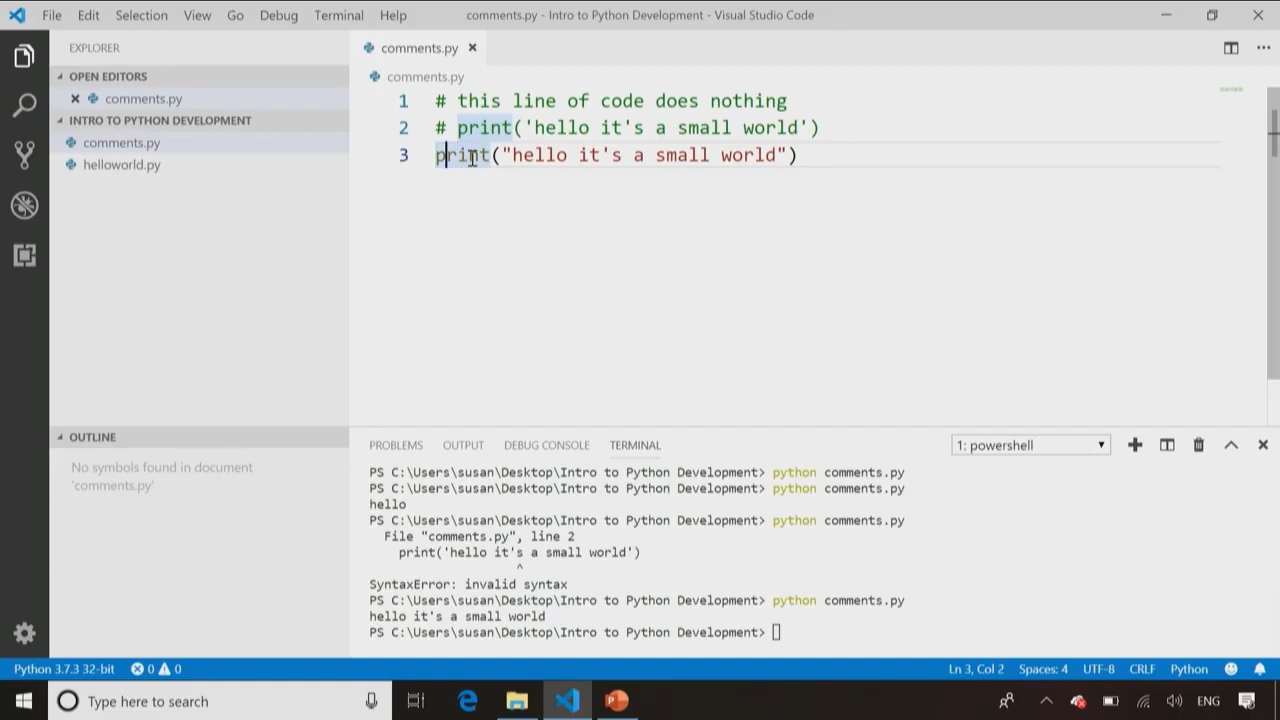 File Edit Selection View Go Debug Terminal Help comments.py - Intro to Python Development - Visual Studio Code
EXPLORER
OPEN EDITORS
comments.py
INTRO TO PYTHON DEVELOPMENT
comments.py
helloworld.py
OUTLINE
No symbols found in document
'comments.py'
comments.py
comments.py
1 # this line of code does nothing
2 # print('hello it's a small world')
3 print("hello it's a small world")
PROBLEMS OUTPUT DEBUG CONSOLE TERMINAL 1: powershell
PS C:\Users\susan\Desktop\Intro to Python Development> python comments.py
PS C:\Users\susan\Desktop\Intro to Python Development> python comments.py
hello
PS C:\Users\susan\Desktop\Intro to Python Development> python comments.py
File "comments.py", line 2
print('hello it's a small world')
^
SyntaxError: invalid syntax
PS C:\Users\susan\Desktop\Intro to Python Development> python comments.py
hello it's a small world
PS C:\Users\susan\Desktop\Intro to Python Development>
Python 3.7.3 32-bit 0 0 Ln 3, Col 2 Spaces: 4 UTF-8 CRLF Python
Type here to search ENG